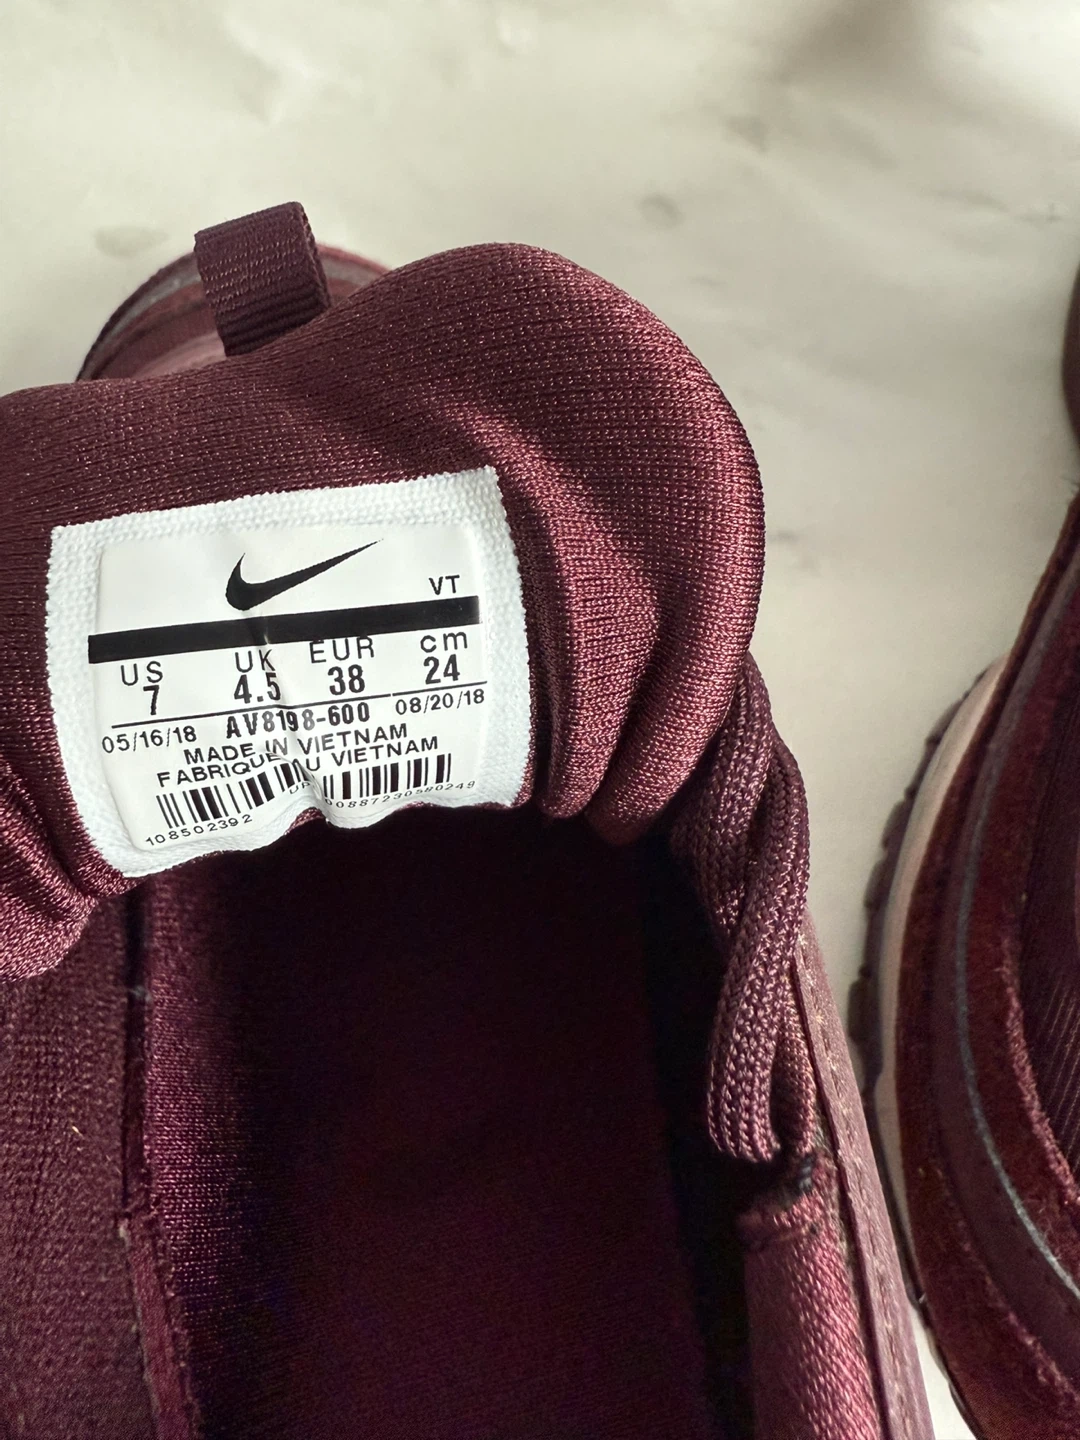 VT
US UK EUR cm
7 4.5 38 24
05/16/18 AV8198-600 08/20/18
MADE IN VIETNAM
FABRIQUE AU VIETNAM
108502392